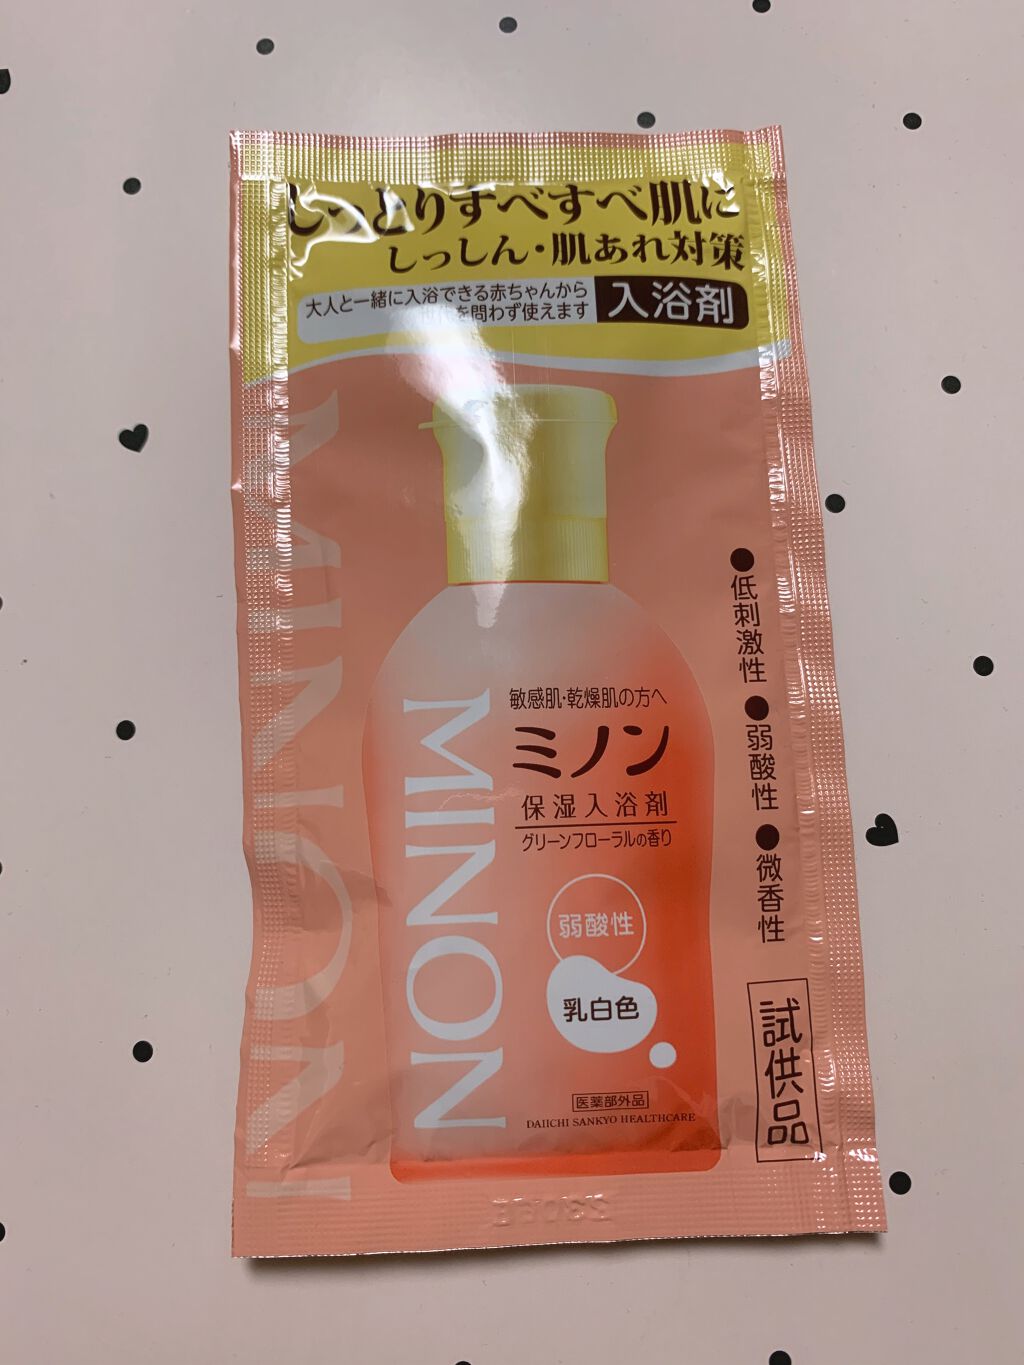 しっとりすべすべ肌に
しっしん・肌あれ対策
大人と一緒に入浴できる赤ちゃんから
を問わず使えます
入浴剤
MINON
●低刺激性 ●弱酸性 ●微香性
敏感肌・乾燥肌の方へ
ミノン
保湿入浴剤
グリーンフローラルの香り
MINON
弱酸性
乳白色
医薬部外品
DAIICHI SANKYO HEALTHCARE
試供品